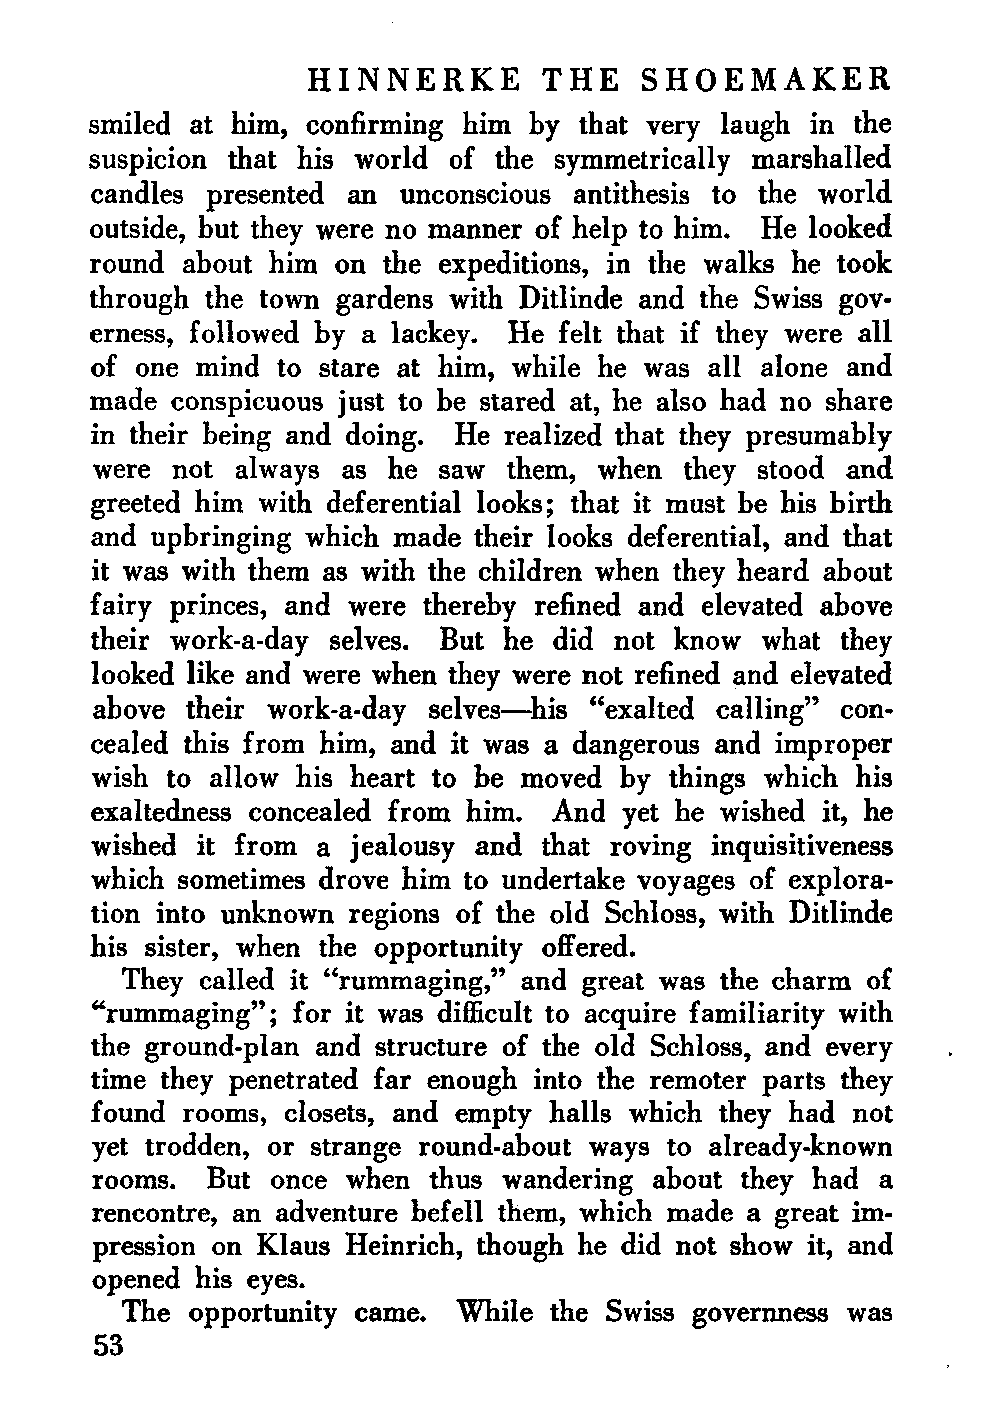 HINNERKE THE SHOEMAKER
smiled at him, confirming him by that very laugh in the
suspicion that his world of the symmetrically marshalled
candles presented an unconscious antithesis to the world
outside, but they were no manner of help to him. He looked
round about him on the expeditions, in the walks he took
through the town gardens with Ditlinde and the Swiss gov-
erness, followed by a lackey. He felt that if they were all
of one mind to stare at him, while he was all alone and
made conspicuous just to be stared at, he also had no share
in their being and doing. He realized that they presumably
were not always as he saw them, when they stood and
greeted him with deferential looks; that it must be his birth
and upbringing which made their looks deferential, and that
it was with them as with the children when they heard about
fairy princes, and were thereby refined and elevated above
their work-a-day selves. But he did not know what they
looked like and were when they were not refined and elevated
above their work-a-day selves—his “exalted calling” con-
cealed this from him, and it was a dangerous and improper
wish to allow his heart to be moved by things which his
exaltedness concealed from him. And yet he wished it, he
wished it from a jealousy and that roving inquisitiveness
which sometimes drove him to undertake voyages of explora-
tion into unknown regions of the old Schloss, with Ditlinde
his sister, when the opportunity offered.
They called it “rummaging,” and great was the charm of
“rummaging”; for it was difficult to acquire familiarity with
the ground-plan and structure of the old Schloss, and every
time they penetrated far enough into the remoter parts they
found rooms, closets, and empty halls which they had not
yet trodden, or strange round-about ways to already-known
rooms. But once when thus wandering about they had a
rencontre, an adventure befell them, which made a great im-
pression on Klaus Heinrich, though he did not show it, and
opened his eyes.
The opportunity came. While the Swiss governness was
53